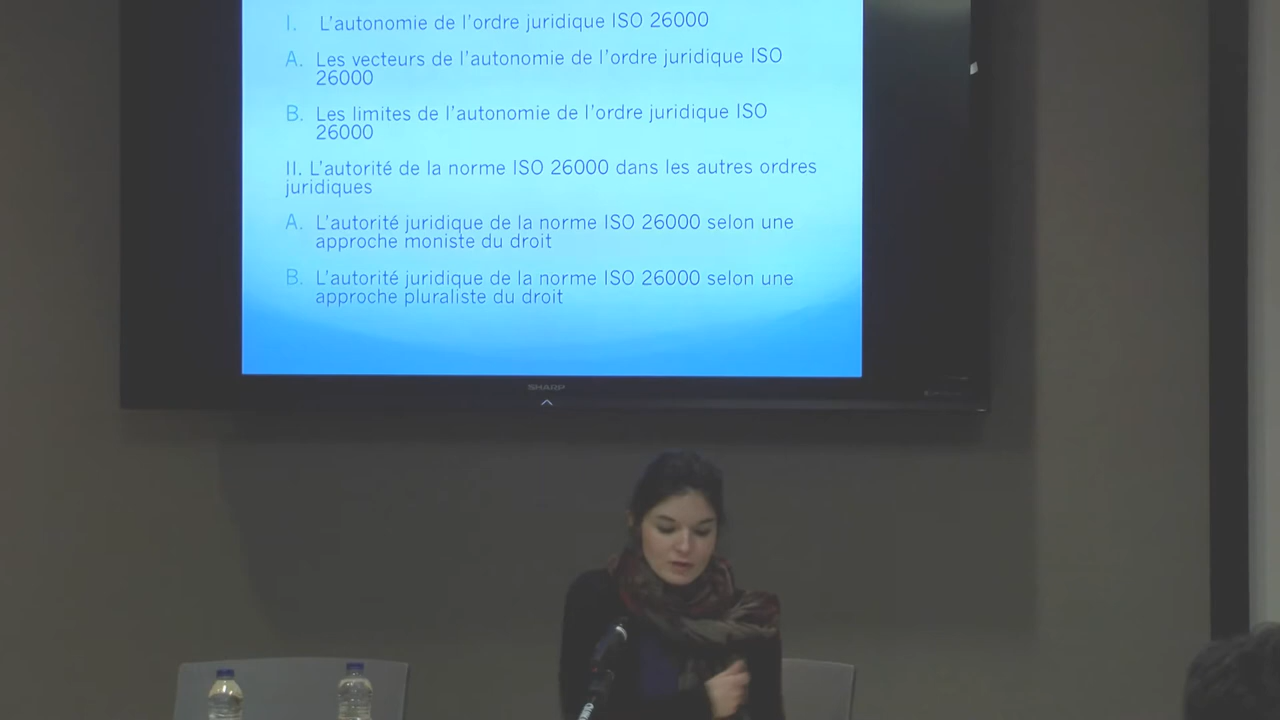 I. L'autonomie de l'ordre juridique ISO 26000
A. Les vecteurs de l'autonomie de l'ordre juridique ISO
26000
B. Les limites de l'autonomie de l'ordre juridique ISO
26000
II. L'autorité de la norme ISO 26000 dans les autres ordres
juridiques
A. L'autorité juridique de la norme ISO 26000 selon une
approche moniste du droit
B. L'autorité juridique de la norme ISO 26000 selon une
approche pluraliste du droit
SHARP